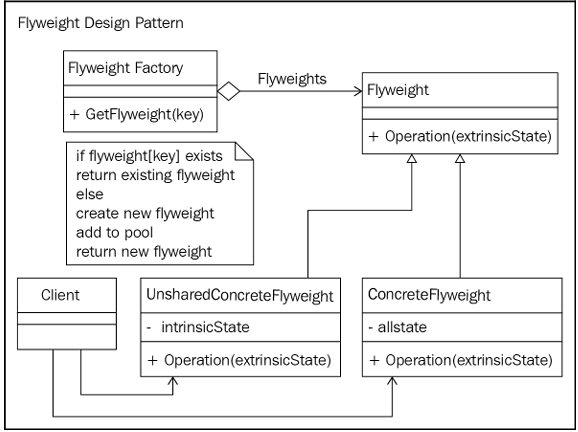 Flyweight Design Pattern
Flyweight Factory
+ GetFlyweight(key)
Flyweights
Flyweight
+ Operation(extrinsicState)
if flyweight[key] exists
return existing flyweight
else
create new flyweight
add to pool
return new flyweight
Client
UnsharedConcreteFlyweight
- intrinsicState
+ Operation(extrinsicState)
ConcreteFlyweight
- allstate
+ Operation(extrinsicState)